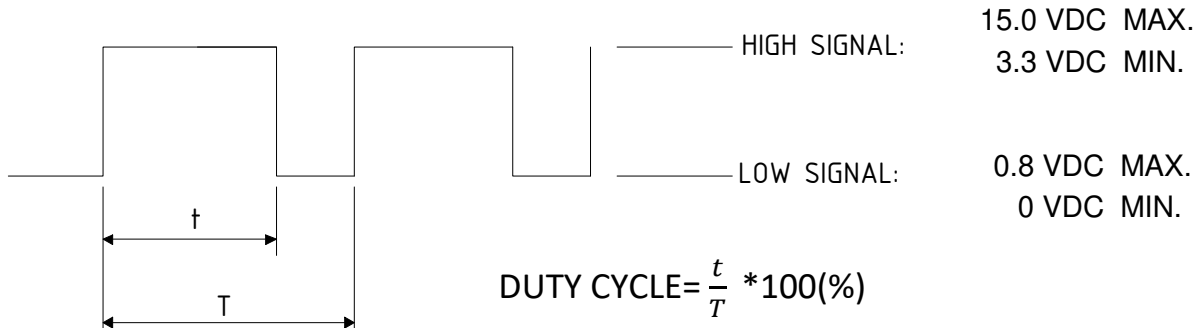 15.0 VDC MAX.
HIGH SIGNAL:
3.3 VDC MIN.
0.8 VDC MAX.
LOW SIGNAL:
0 VDC MIN.
t
DUTY CYCLE= t/T *100(%)
T